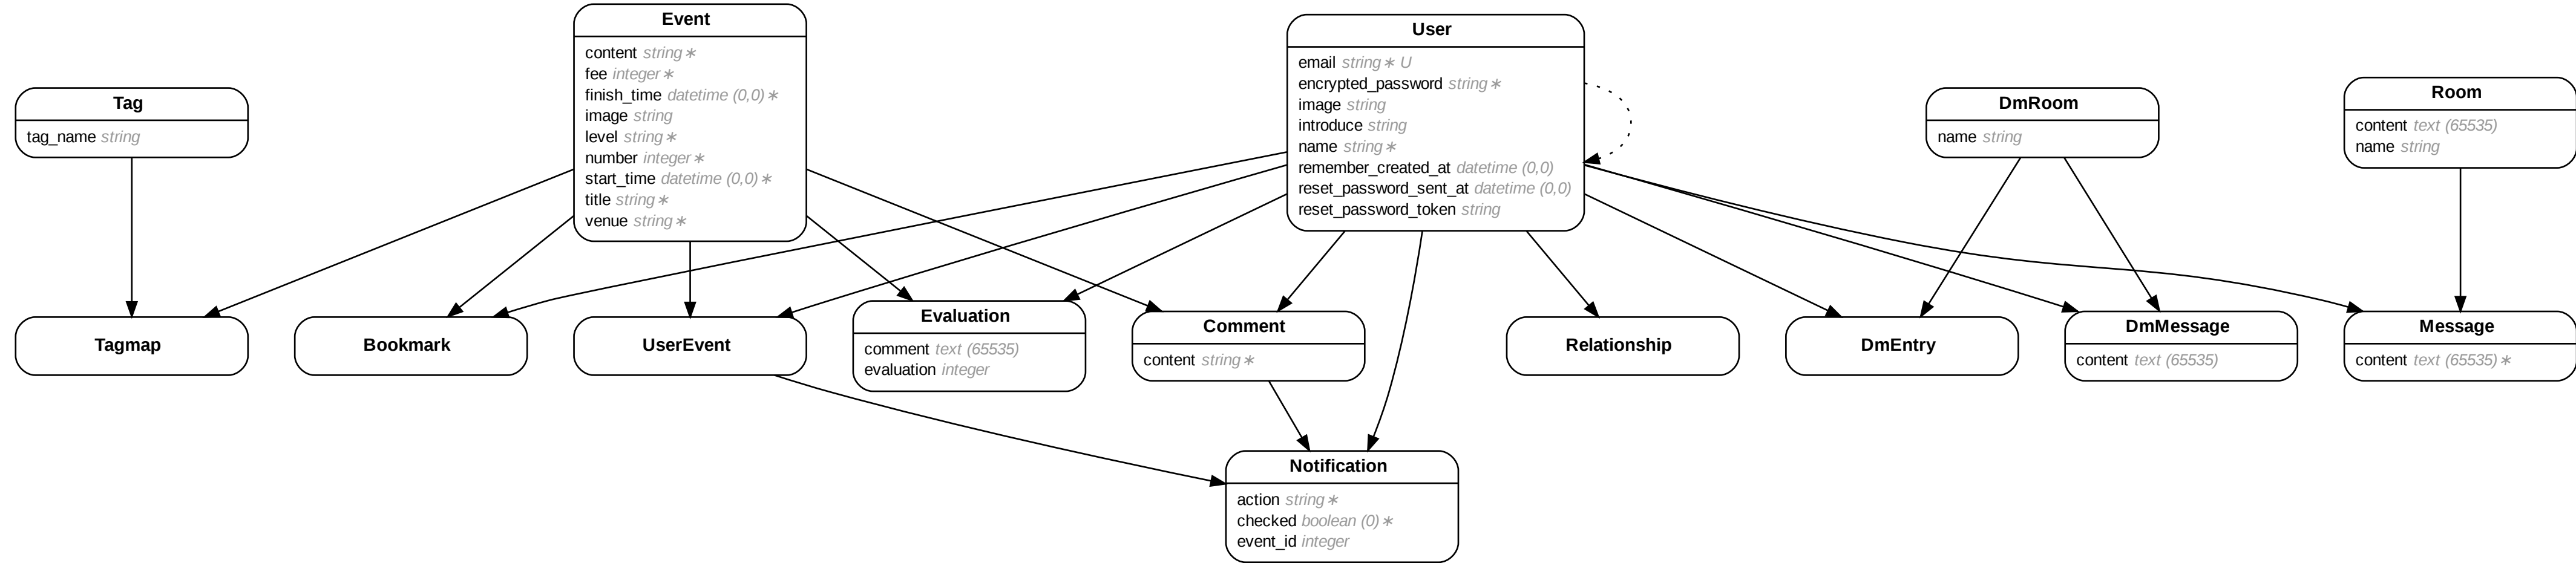 Event
content string∗
fee integer∗
finish_time datetime (0,0)∗
image string
level string∗
number integer∗
start_time datetime (0,0)∗
title string∗
venue string∗
User
email string∗ U
encrypted_password string∗
image string
introduce string
name string∗
remember_created_at datetime (0,0)
reset_password_sent_at datetime (0,0)
reset_password_token string
Tag
tag_name string
DmRoom
name string
Room
content text (65535)
name string
Tagmap
Bookmark
UserEvent
Evaluation
comment text (65535)
evaluation integer
Comment
content string∗
Relationship
DmEntry
DmMessage
content text (65535)
Message
content text (65535)∗
Notification
action string∗
checked boolean (0)∗
event_id integer